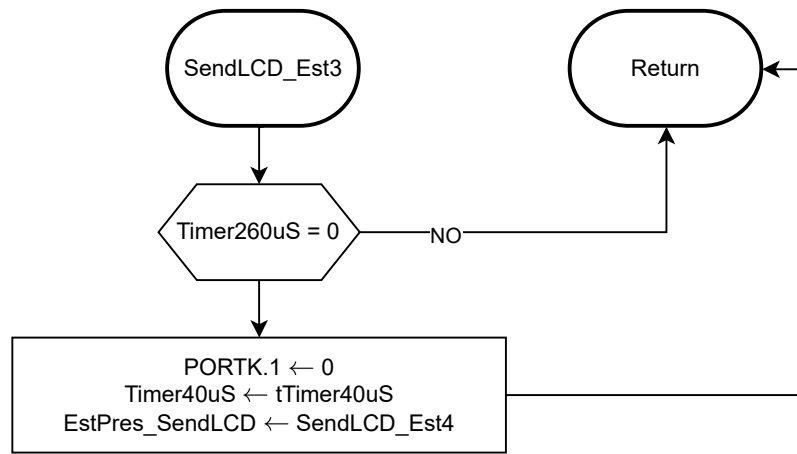 SendLCD_Est3
Return
Timer260uS = 0
NO
PORTK.1 ← 0
Timer40uS ← tTimer40uS
EstPres_SendLCD ← SendLCD_Est4